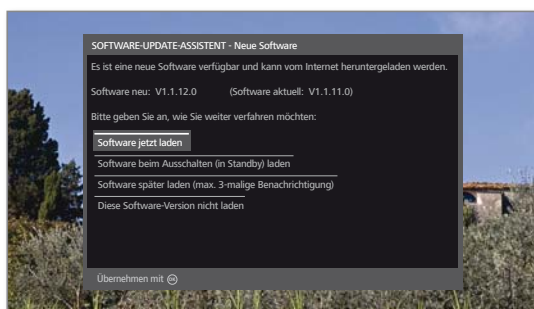 SOFTWARE-UPDATE-ASSISTENT - Neue Software
Es ist eine neue Software verfügbar und kann vom Internet heruntergeladen werden.
Software neu: V1.1.12.0 (Software aktuell: V1.1.11.0)
Bitte geben Sie an, wie Sie weiter verfahren möchten:
Software jetzt laden
Software beim Ausschalten (in Standby) laden
Software später laden (max. 3-malige Benachrichtigung)
Diese Software-Version nicht laden
Übernehmen mit OK